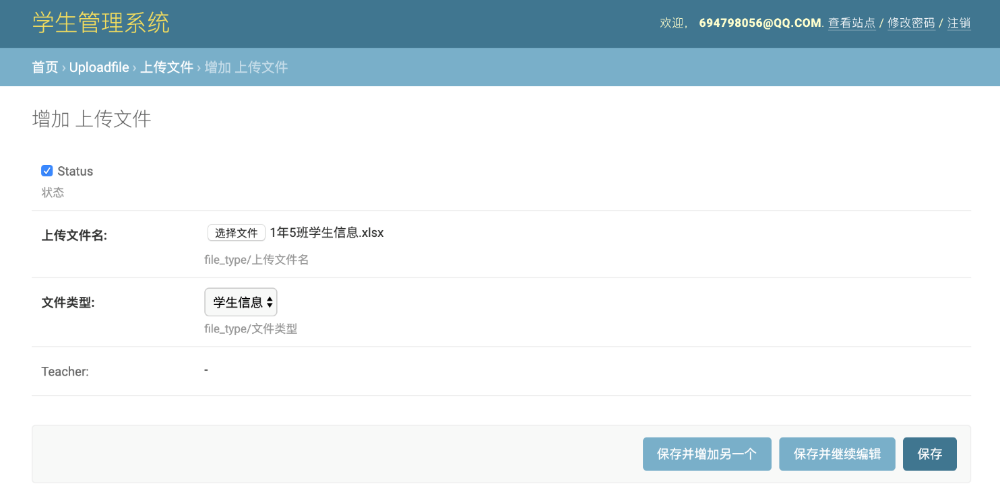 学生管理系统
欢迎， 694798056@QQ.COM. 查看站点 / 修改密码 / 注销
首页 › Uploadfile › 上传文件 › 增加 上传文件
增加 上传文件
Status
状态
上传文件名: 选择文件 1年5班学生信息.xlsx
file_type/上传文件名
文件类型: 学生信息
file_type/文件类型
Teacher: -
保存并增加另一个 保存并继续编辑 保存